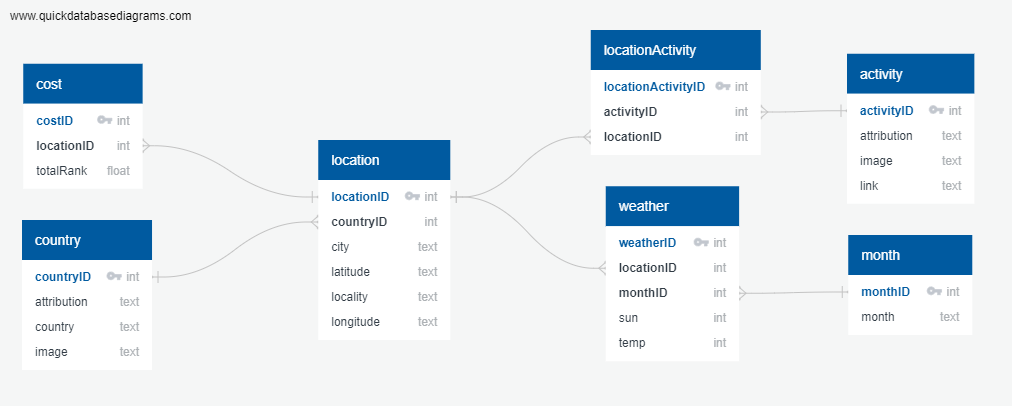 www.quickdatabasediagrams.com
cost
costID int
locationID int
totalRank float
country
countryID int
attribution text
country text
image text
location
locationID int
countryID int
city text
latitude text
locality text
longitude text
locationActivity
locationActivityID int
activityID int
locationID int
weather
weatherID int
locationID int
monthID int
sun int
temp int
activity
activityID int
attribution text
image text
link text
month
monthID int
month text